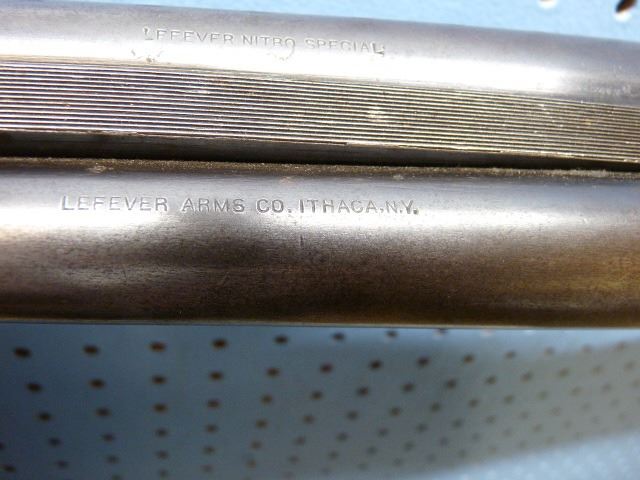 LEFEVER NITRO SPECIAL
LEFEVER ARMS CO. ITHACA.N.Y.